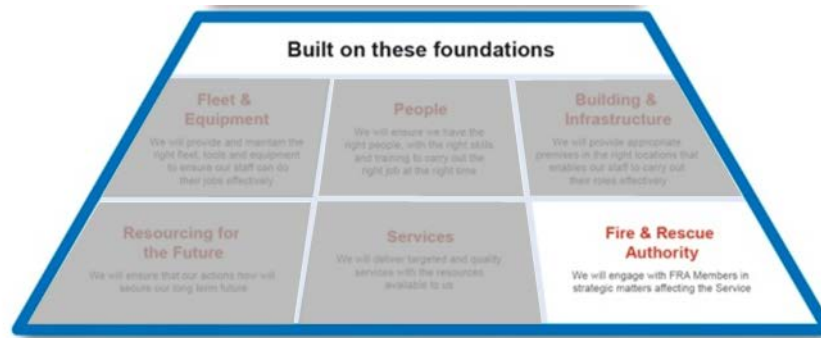 Built on these foundations
Fleet &
Equipment
We will provide and maintain the
right fleet, tools and equipment
to ensure our staff can do
their jobs effectively
People
We will ensure we have the
right people, with the right skills
and training to carry out the
right job at the right time
Building &
Infrastructure
We will provide appropriate
premises in the right locations that
enables our staff to carry out
their roles effectively
Resourcing for
the Future
We will ensure that our actions now will
secure our long term future
Services
We will deliver targeted and quality
services with the resources
available to us
Fire & Rescue
Authority
We will engage with FRA Members in
strategic matters affecting the Service